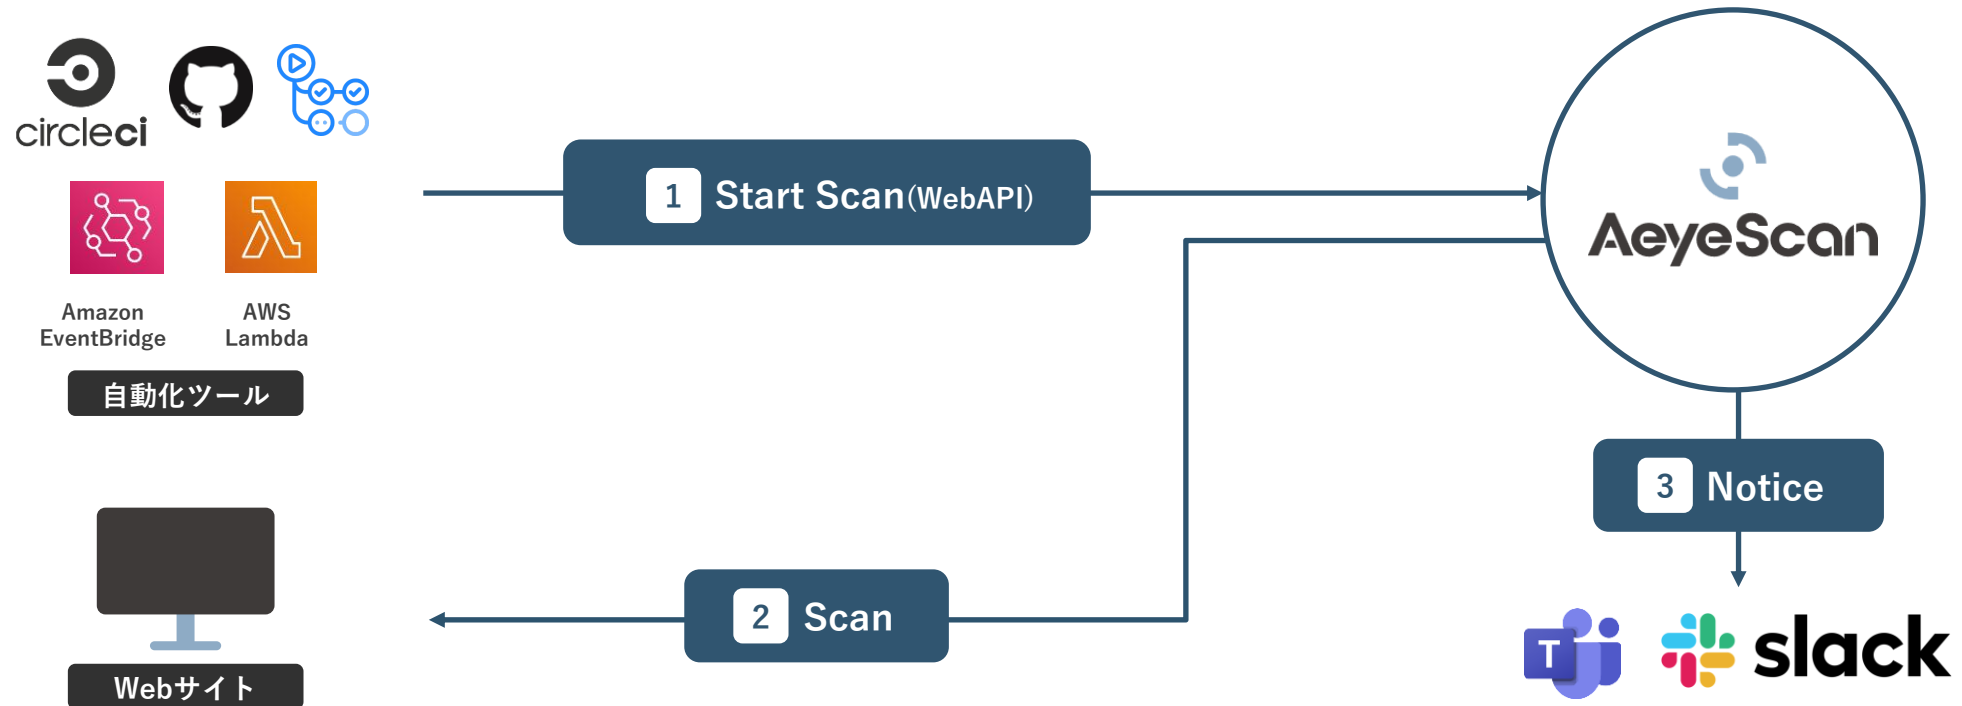 circleci
Amazon
EventBridge
AWS
Lambda
自動化ツール
1 Start Scan(WebAPI)
AeyeScan
3 Notice
2 Scan
Webサイト
T
slack